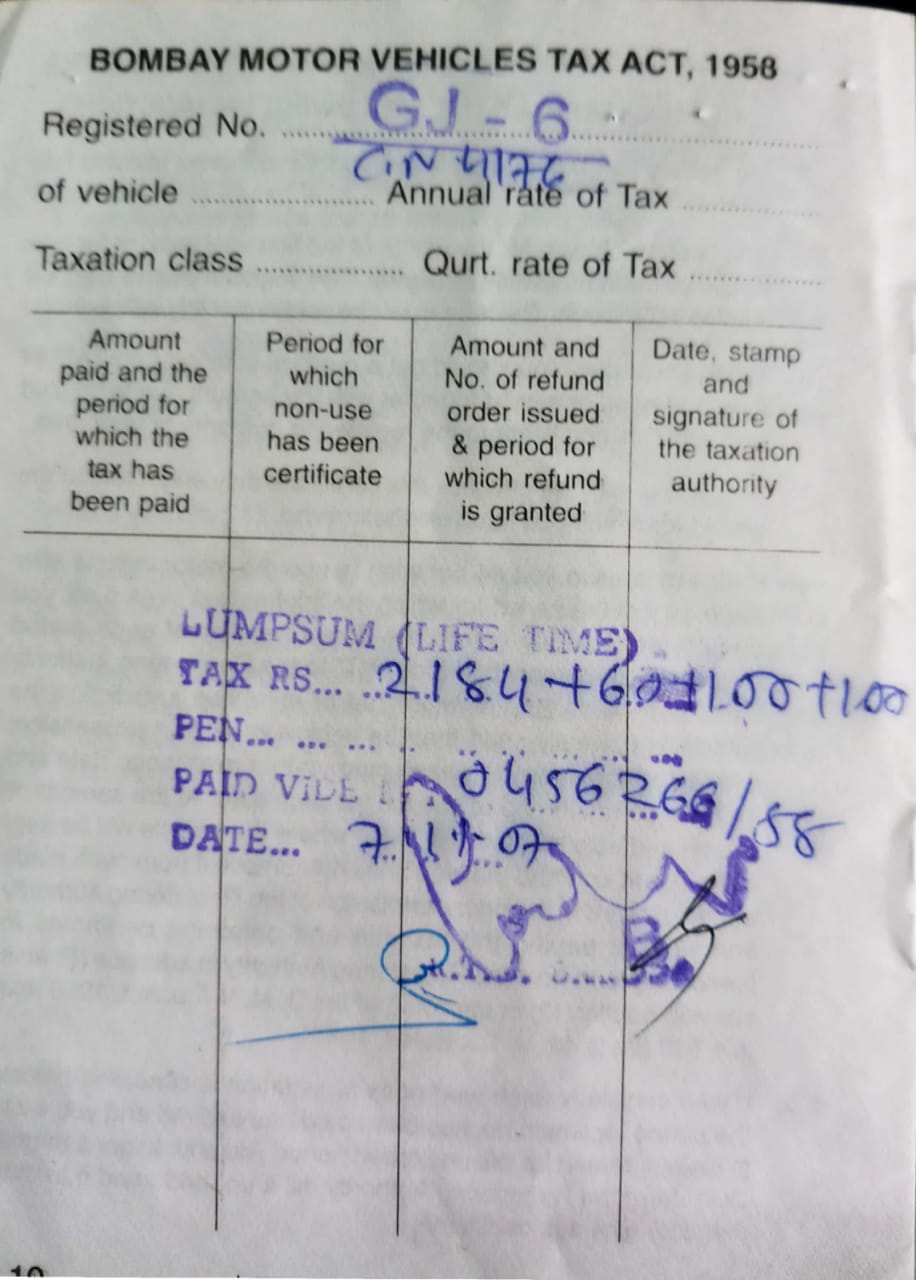 BOMBAY MOTOR VEHICLES TAX ACT, 1958
Registered No. .......... GJ - 6
CN 4176
of vehicle .......... Annual rate of Tax ..........
Taxation class .......... Qurt. rate of Tax ..........
Amount paid and the period for which the tax has been paid
Period for which non-use has been certificate
Amount and No. of refund order issued & period for which refund is granted
Date, stamp and signature of the taxation authority
LUMPSUM (LIFE TIME)
TAX RS... 2184+60+100+100
PEN... ... ...
PAID VIDE 0456266/58
DATE... 7.11.07
10